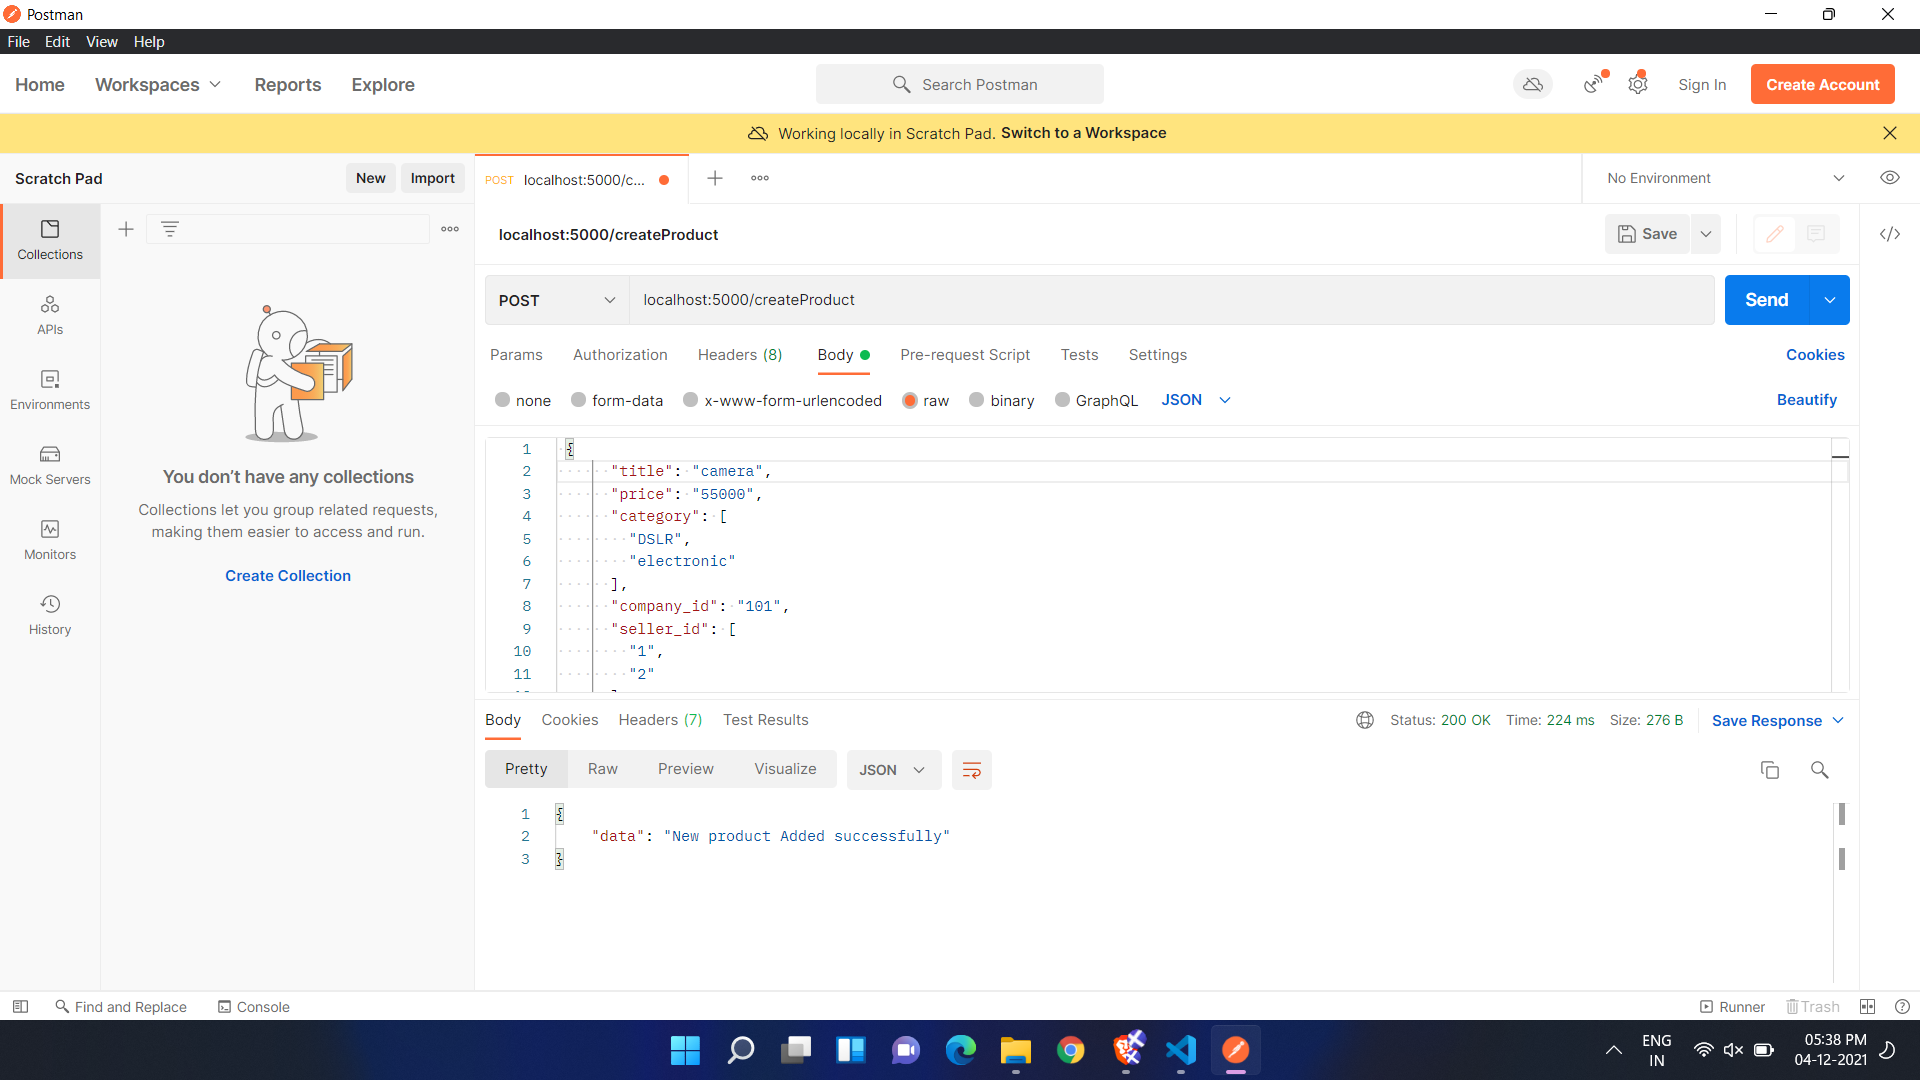 Postman
File Edit View Help
Home Workspaces Reports Explore Search Postman Sign In Create Account
Working locally in Scratch Pad. Switch to a Workspace
Scratch Pad New Import POST localhost:5000/c... No Environment
localhost:5000/createProduct Save
Collections
POST localhost:5000/createProduct Send
APIs
Params Authorization Headers (8) Body Pre-request Script Tests Settings Cookies
Environments
none form-data x-www-form-urlencoded raw binary GraphQL JSON Beautify
Mock Servers
Monitors
History
You don’t have any collections
Collections let you group related requests,
making them easier to access and run.
Create Collection
1 {
2 "title": "camera",
3 "price": "55000",
4 "category": [
5 "DSLR",
6 "electronic"
7 ],
8 "company_id": "101",
9 "seller_id": [
10 "1",
11 "2"
Body Cookies Headers (7) Test Results Status: 200 OK Time: 224 ms Size: 276 B Save Response
Pretty Raw Preview Visualize JSON
1 {
2 "data": "New product Added successfully"
3 }
Find and Replace Console Runner Trash
ENG
IN
05:38 PM
04-12-2021